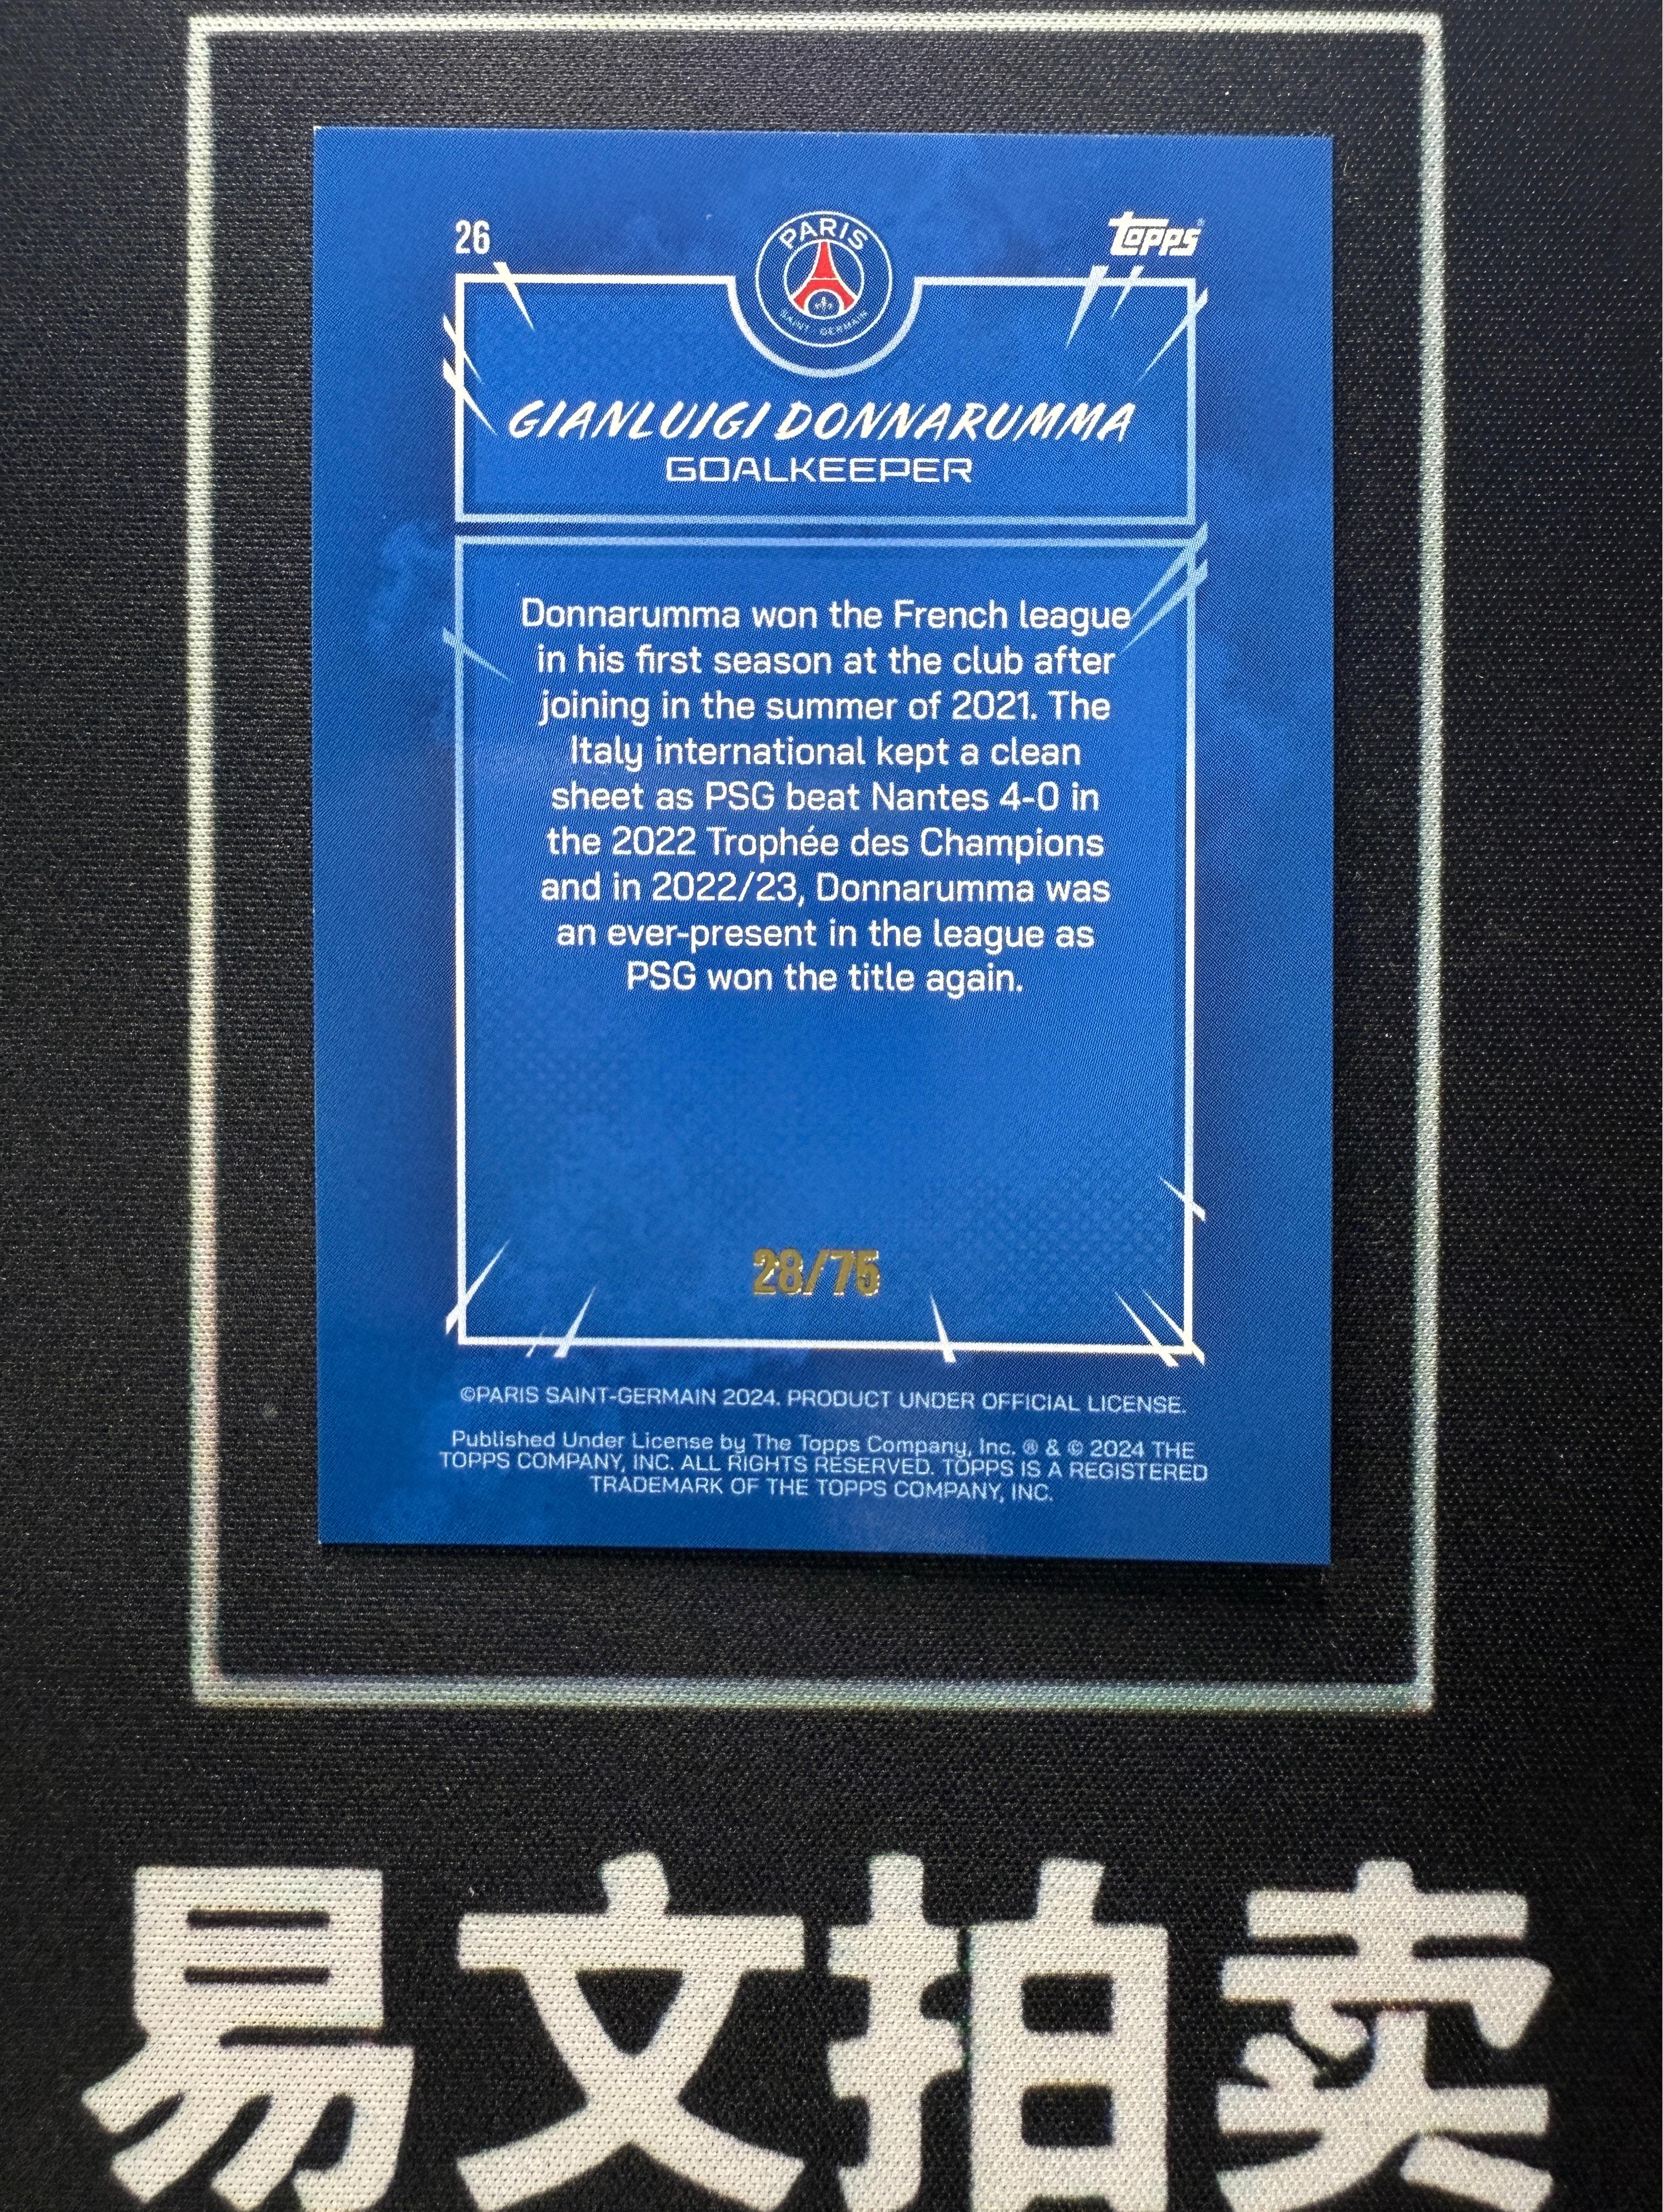 26
PARIS
SAINT-GERMAIN
Topps
GIANLUIGI DONNARUMMA
GOALKEEPER
Donnarumma won the French league
in his first season at the club after
joining in the summer of 2021. The
Italy international kept a clean
sheet as PSG beat Nantes 4-0 in
the 2022 Trophée des Champions
and in 2022/23, Donnarumma was
an ever-present in the league as
PSG won the title again.
28/75
©PARIS SAINT-GERMAIN 2024. PRODUCT UNDER OFFICIAL LICENSE.
Published Under License by The Topps Company, Inc. ® & © 2024 THE
TOPPS COMPANY, INC. ALL RIGHTS RESERVED. TOPPS IS A REGISTERED
TRADEMARK OF THE TOPPS COMPANY, INC.
易文拍卖